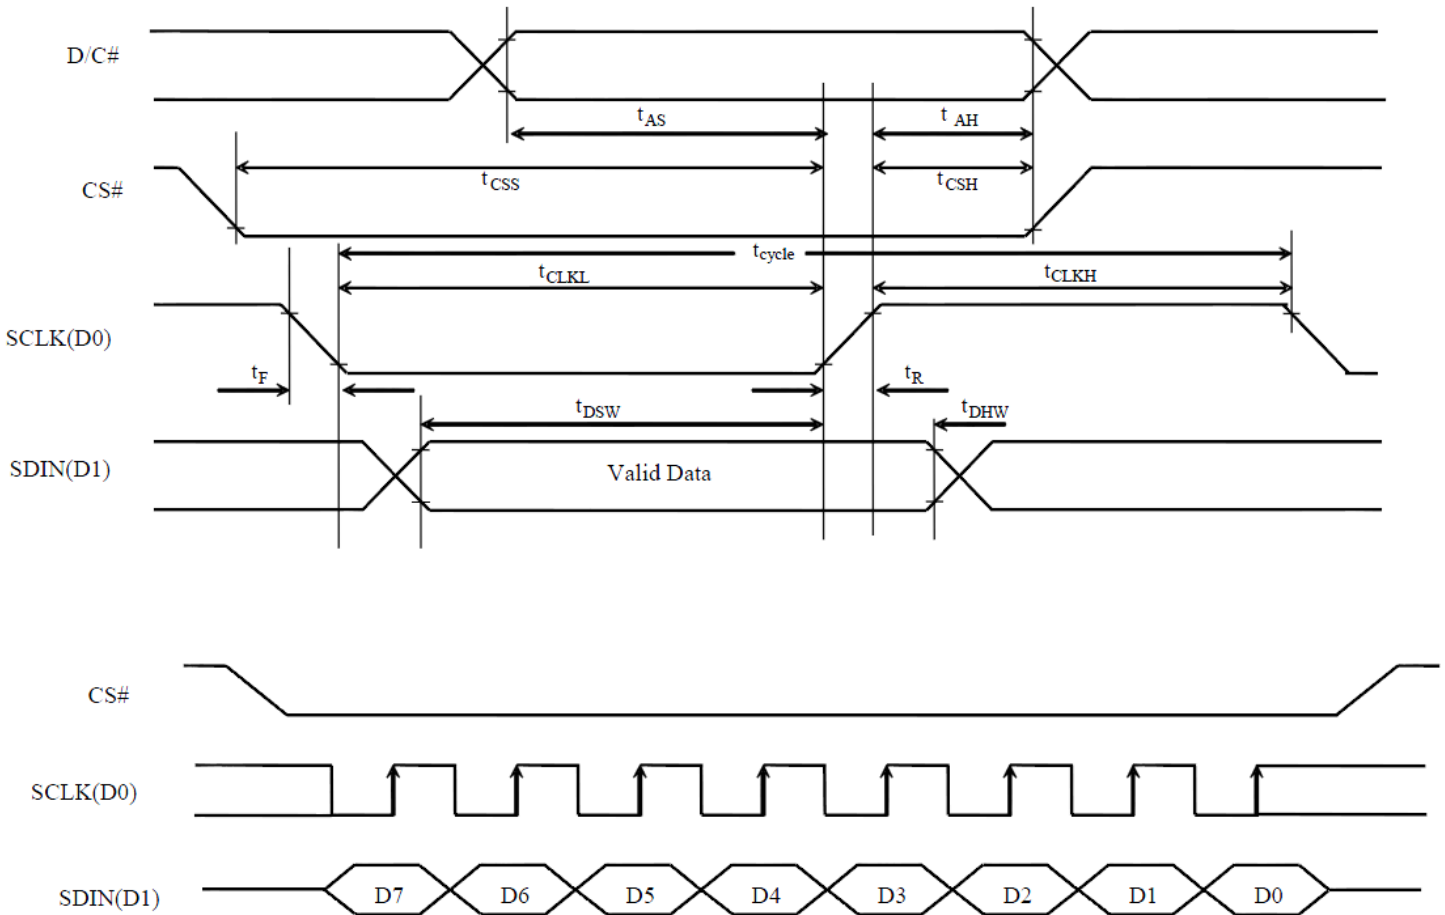 D/C#
tAS
t AH
CS#
tCSS
tCSH
tcycle
tCLKL
tCLKH
SCLK(D0)
tF
tR
tDSW
tDHW
SDIN(D1)
Valid Data
CS#
SCLK(D0)
SDIN(D1)
D7 D6 D5 D4 D3 D2 D1 D0